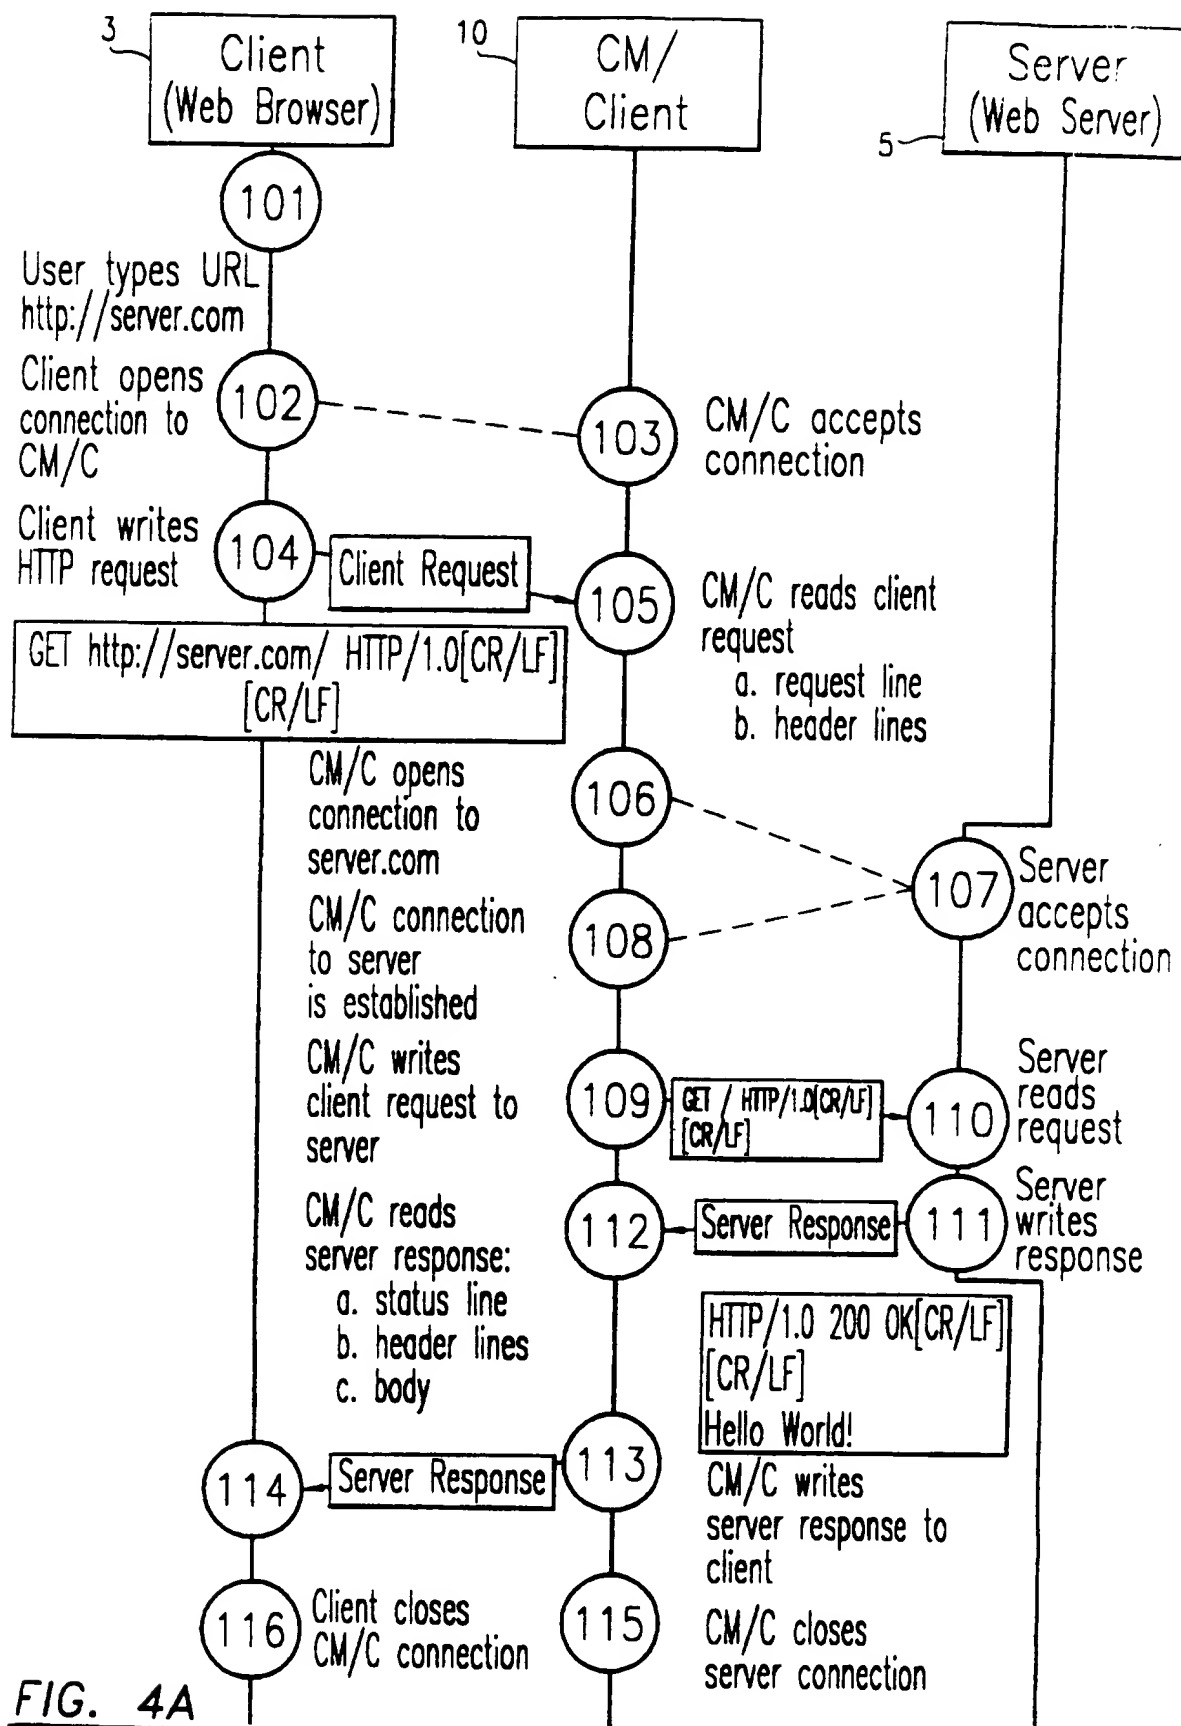 3
Client
(Web Browser)
10
CM/
Client
Server
(Web Server)
5
101
User types URL
http://server.com
Client opens
connection to
CM/C
102
103
CM/C accepts
connection
Client writes
HTTP request
104
Client Request
105
CM/C reads client
request
a. request line
b. header lines
GET http://server.com/ HTTP/1.0[CR/LF]
[CR/LF]
CM/C opens
connection to
server.com
106
107
Server
accepts
connection
CM/C connection
to server
is established
108
CM/C writes
client request to
server
109
GET / HTTP/1.0[CR/LF]
[CR/LF]
110
Server
reads
request
CM/C reads
server response:
a. status line
b. header lines
c. body
112
Server Response
111
Server
writes
response
HTTP/1.0 200 OK[CR/LF]
[CR/LF]
Hello World!
114
Server Response
113
CM/C writes
server response to
client
116
Client closes
CM/C connection
115
CM/C closes
server connection
FIG. 4A